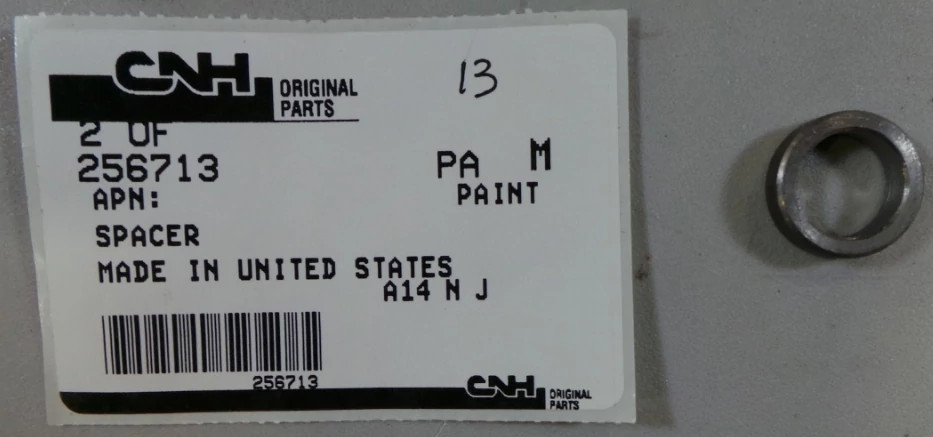 CNH ORIGINAL PARTS
13
2 OF
256713
PA M
APN:
PAINT
SPACER
MADE IN UNITED STATES
A14 N J
256713
CNH ORIGINAL PARTS